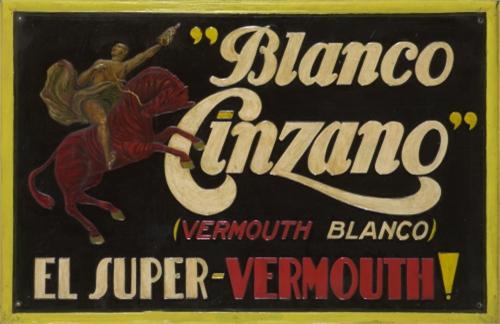 "Blanco
Cinzano"
(VERMOUTH BLANCO)
EL SUPER-VERMOUTH!